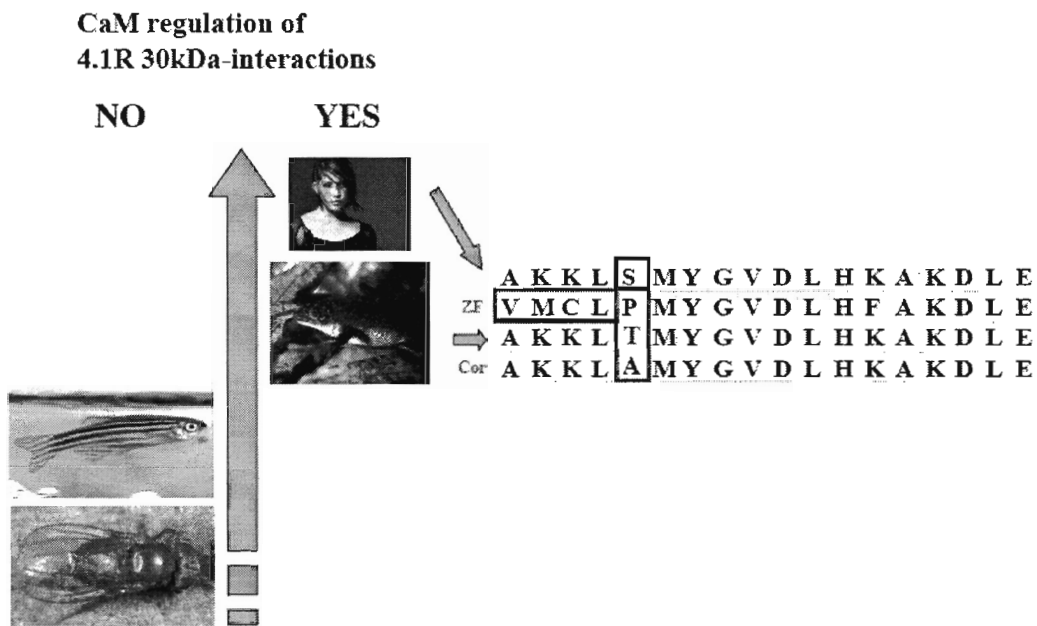 CaM regulation of
4.1R 30kDa-interactions
NO YES
A K K L S M Y G V D L H K A K D L E
ZF V M C L P M Y G V D L H F A K D L E
A K K L T M Y G V D L H K A K D L E
Cor A K K L A M Y G V D L H K A K D L E